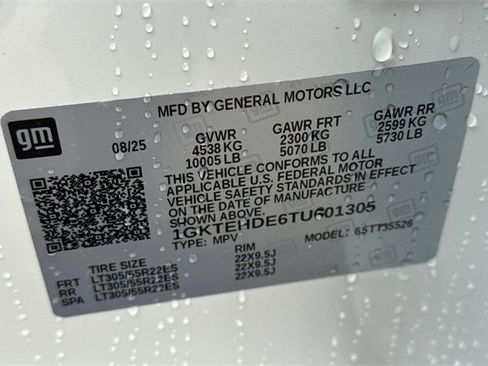 MFD BY GENERAL MOTORS LLC
gm
08/25 GVWR GAWR FRT GAWR RR
4538 KG 2300 KG 2599 KG
10005 LB 5070 LB 5730 LB
THIS VEHICLE CONFORMS TO ALL
APPLICABLE U.S. FEDERAL MOTOR
VEHICLE SAFETY STANDARDS IN EFFECT
ON THE DATE OF MANUFACTURE
SHOWN ABOVE.
1GKTEHDE6TU601305
TYPE: MPV MODEL: 6STT35526
TIRE SIZE RIM
FRT LT305/55R22ES 22X9.5J
RR LT305/55R22ES 22X9.5J
SPA LT305/55R22ES 22X9.5J